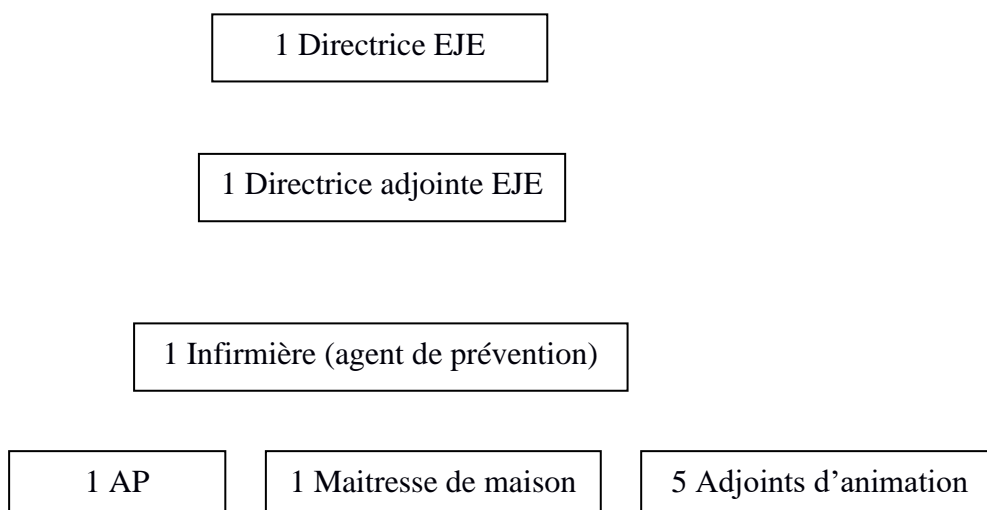 1 Directrice EJE
1 Directrice adjointe EJE
1 Infirmière (agent de prévention)
1 AP
1 Maitresse de maison
5 Adjoints d’animation